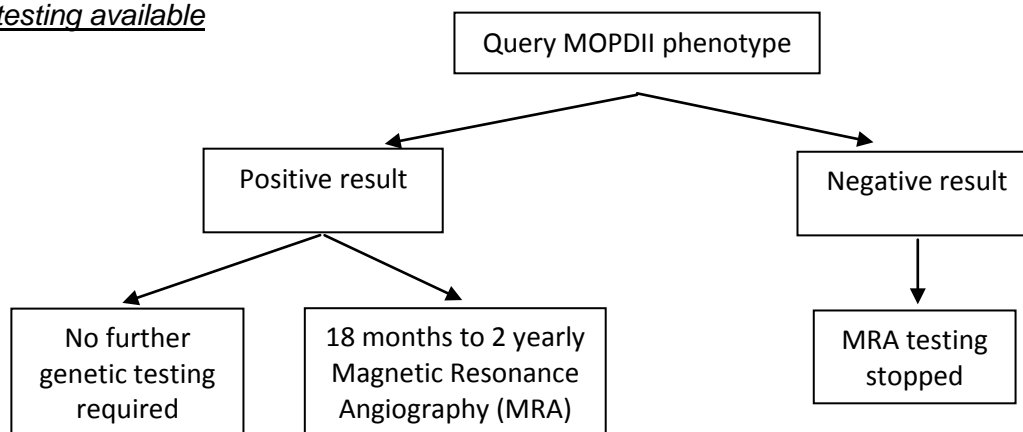 testing available
Query MOPDII phenotype
Positive result
Negative result
No further
genetic testing
required
18 months to 2 yearly
Magnetic Resonance
Angiography (MRA)
MRA testing
stopped